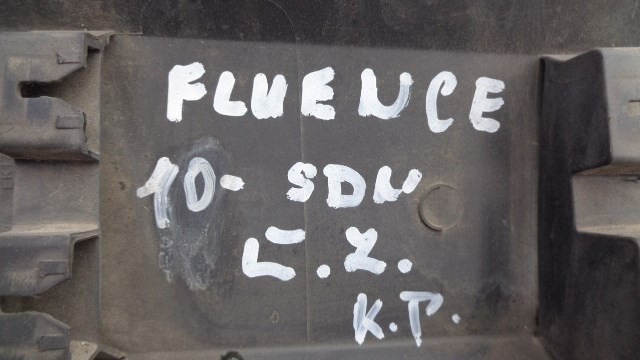 FLUENCE
10- SDN
L.Z.
K.T.